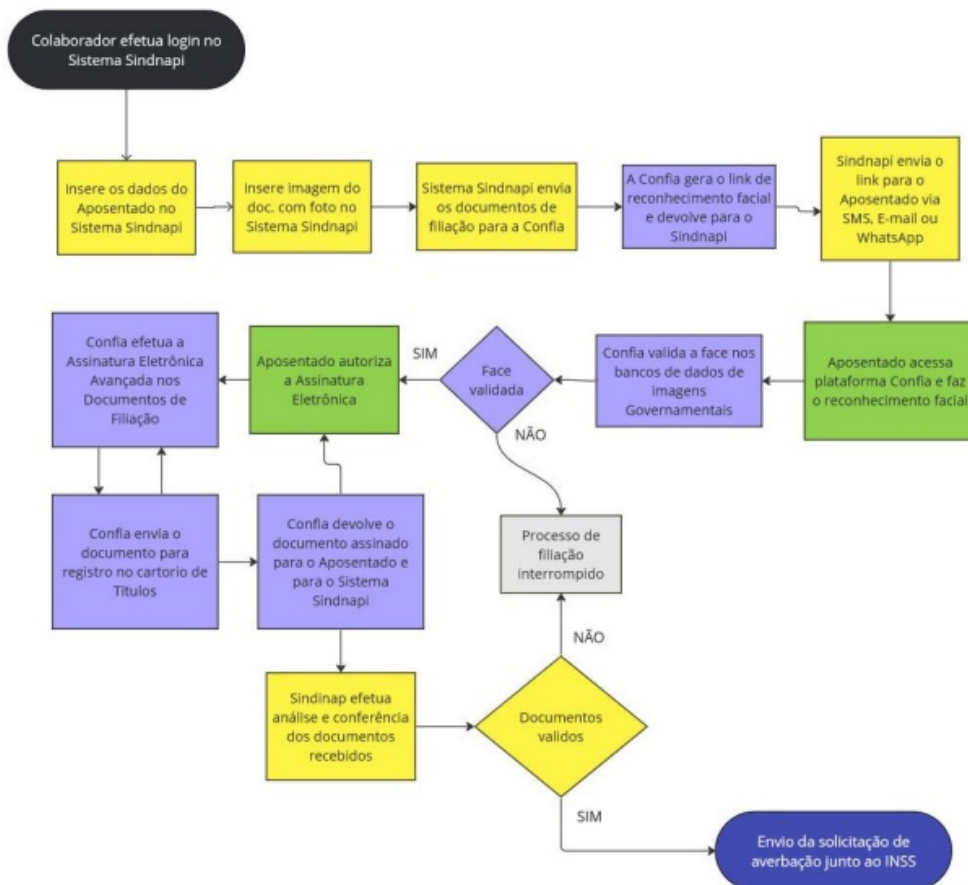 Colaborador efetua login no
Sistema Sindnapi
Insere os dados do
Aposentado no
Sistema Sindnapi
Insere imagem do
doc. com foto no
Sistema Sindnapi
Sistema Sindnapi envia
os documentos de
filiação para a Confia
A Confia gera o link de
reconhecimento facial
e devolve para o
Sindnapi
Sindnapi envia o
link para o
Aposentado via
SMS, E-mail ou
WhatsApp
Aposentado acessa
plataforma Confia e faz
o reconhecimento facial
Confia valida a face nos
bancos de dados de
imagens
Governamentais
Face
validada
SIM
NÃO
Aposentado autoriza
a Assinatura
Eletrônica
Confia efetua a
Assinatura Eletrônica
Avançada nos
Documentos de
Filiação
Confia envia o
documento para
registro no cartorio de
Titulos
Confia devolve o
documento assinado
para o Aposentado e
para o Sistema
Sindnapi
Processo de
filiação
interrompido
NÃO
Sindinap efetua
análise e conferência
dos documentos
recebidos
Documentos
validos
SIM
Envio da solicitação de
averbação junto ao INSS